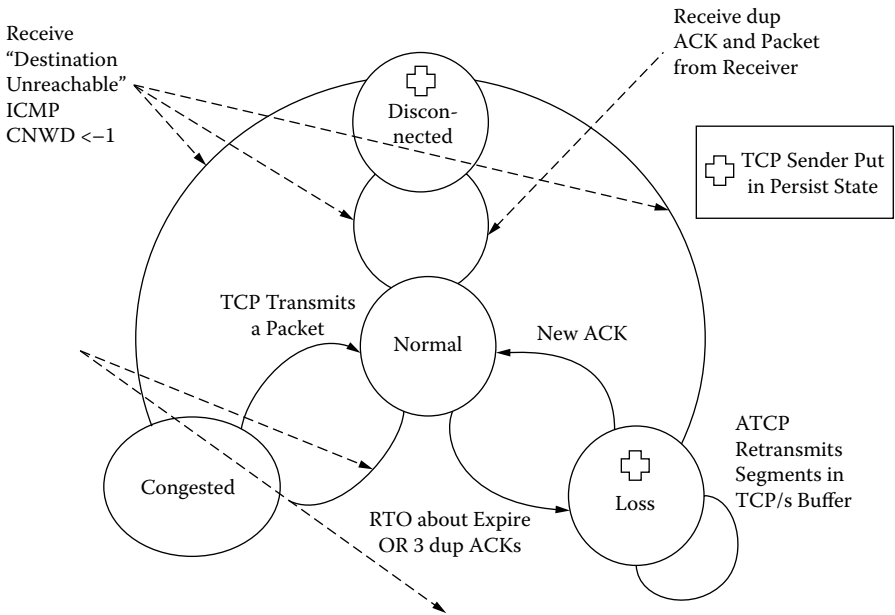 Receive
“Destination
Unreachable”
ICMP
CNWD <–1
Receive dup
ACK and Packet
from Receiver
Discon-
nected
TCP Sender Put
in Persist State
TCP Transmits
a Packet
Normal
New ACK
Congested
RTO about Expire
OR 3 dup ACKs
Loss
ATCP
Retransmits
Segments in
TCP/s Buffer